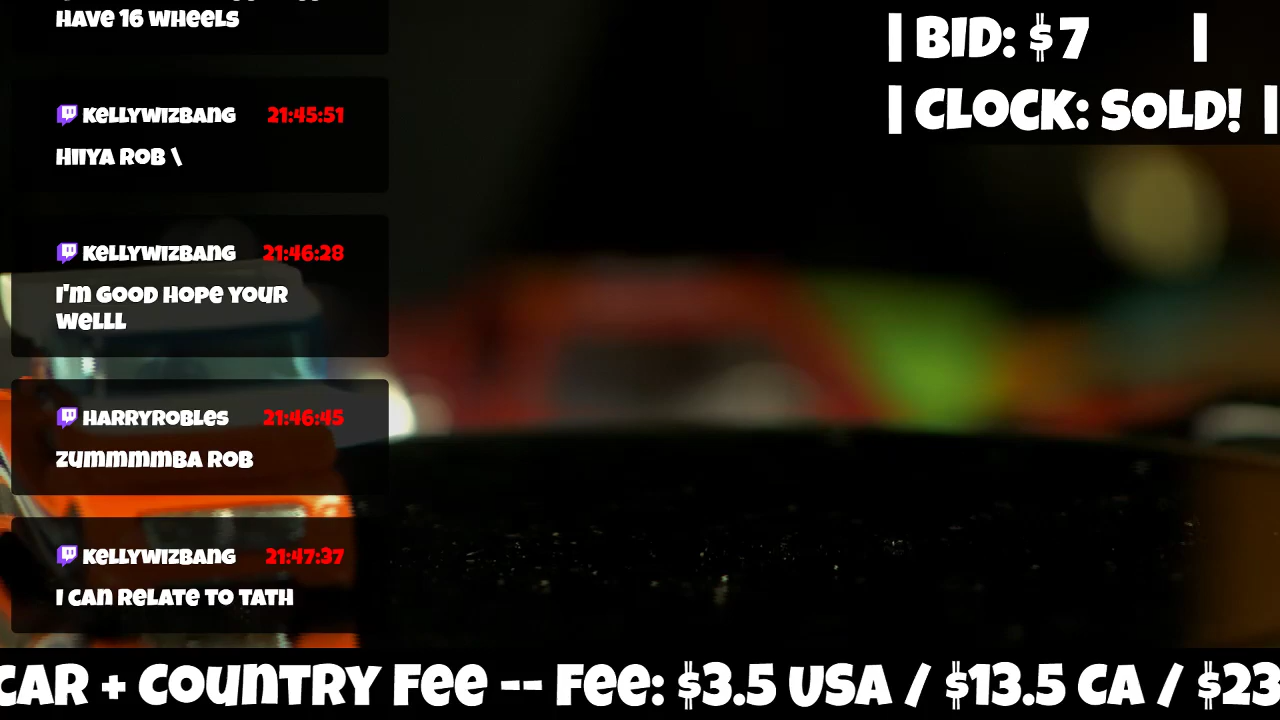 HAVE 16 WHEELS
| BID: $7 |
| CLOCK: SOLD! |
KELLYWIZBANG 21:45:51
HIIYA ROB \
KELLYWIZBANG 21:46:28
I'M GOOD HOPE YOUR
WELLL
HARRYROBLES 21:46:45
ZUMMMMBA ROB
KELLYWIZBANG 21:47:37
I CAN RELATE TO TATH
CAR + COUNTRY FEE -- FEE: $3.5 USA / $13.5 CA / $23